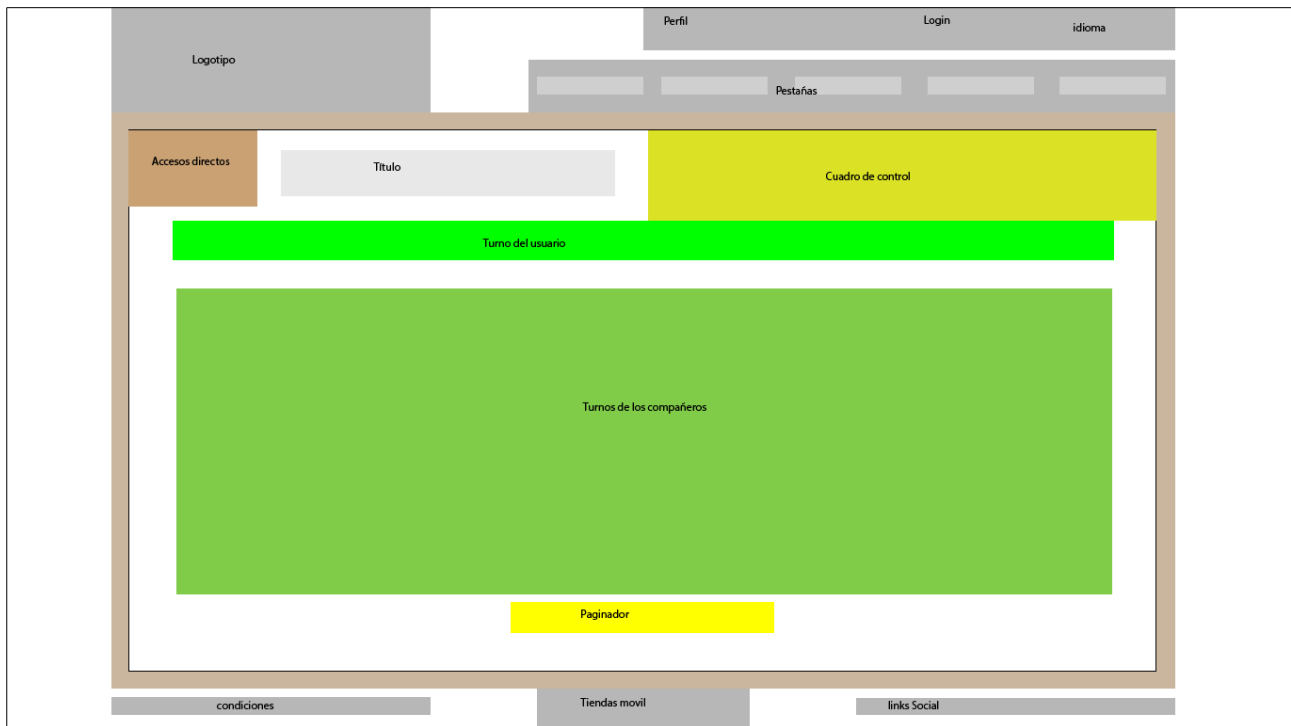 Logotipo
Perfil
Login
idioma
Pestañas
Accesos directos
Título
Cuadro de control
Turno del usuario
Turnos de los compañeros
Paginador
condiciones
Tiendas movil
links Social